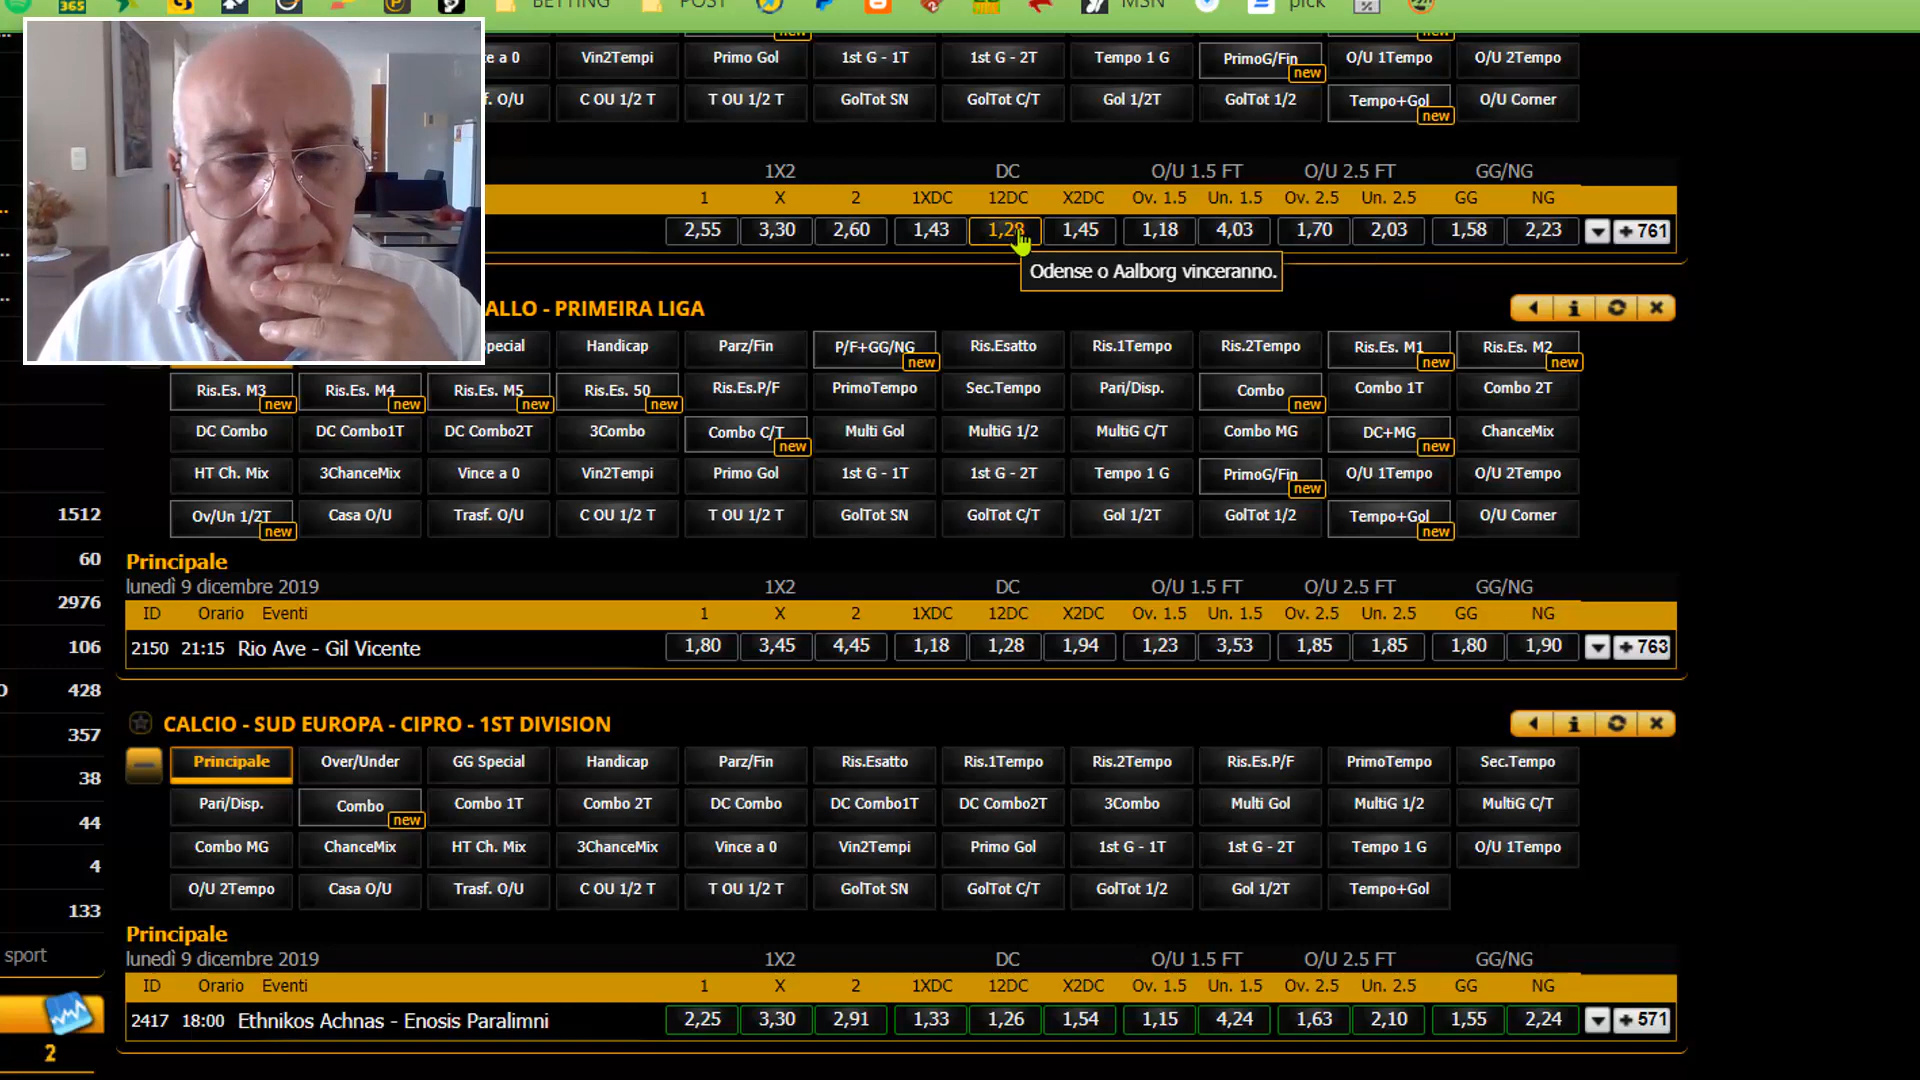 365
BETTING
POST
MSN
pick
new
new
ce a 0 Vin2Tempi Primo Gol 1st G - 1T 1st G - 2T Tempo 1 G PrimoG/Fin new O/U 1Tempo O/U 2Tempo
f. O/U C OU 1/2 T T OU 1/2 T GolTot SN GolTot C/T Gol 1/2T GolTot 1/2 Tempo+Gol new O/U Corner
1X2 DC O/U 1.5 FT O/U 2.5 FT GG/NG
1 X 2 1XDC 12DC X2DC Ov. 1.5 Un. 1.5 Ov. 2.5 Un. 2.5 GG NG
2,55 3,30 2,60 1,43 1,28 1,45 1,18 4,03 1,70 2,03 1,58 2,23 +761
Odense o Aalborg vinceranno.
ALLO - PRIMEIRA LIGA
pecial Handicap Parz/Fin P/F+GG/NG new Ris.Esatto Ris.1Tempo Ris.2Tempo Ris.Es. M1 new Ris.Es. M2 new
Ris.Es. M3 new Ris.Es. M4 new Ris.Es. M5 new Ris.Es. 50 new Ris.Es.P/F PrimoTempo Sec.Tempo Pari/Disp. Combo new Combo 1T Combo 2T
DC Combo DC Combo1T DC Combo2T 3Combo Combo C/T new Multi Gol MultiG 1/2 MultiG C/T Combo MG DC+MG new ChanceMix
HT Ch. Mix 3ChanceMix Vince a 0 Vin2Tempi Primo Gol 1st G - 1T 1st G - 2T Tempo 1 G PrimoG/Fin new O/U 1Tempo O/U 2Tempo
Ov/Un 1/2T new Casa O/U Trasf. O/U C OU 1/2 T T OU 1/2 T GolTot SN GolTot C/T Gol 1/2T GolTot 1/2 Tempo+Gol new O/U Corner
Principale
lunedì 9 dicembre 2019 1X2 DC O/U 1.5 FT O/U 2.5 FT GG/NG
ID Orario Eventi 1 X 2 1XDC 12DC X2DC Ov. 1.5 Un. 1.5 Ov. 2.5 Un. 2.5 GG NG
2150 21:15 Rio Ave - Gil Vicente 1,80 3,45 4,45 1,18 1,28 1,94 1,23 3,53 1,85 1,85 1,80 1,90 +763
CALCIO - SUD EUROPA - CIPRO - 1ST DIVISION
Principale Over/Under GG Special Handicap Parz/Fin Ris.Esatto Ris.1Tempo Ris.2Tempo Ris.Es.P/F PrimoTempo Sec.Tempo
Pari/Disp. Combo new Combo 1T Combo 2T DC Combo DC Combo1T DC Combo2T 3Combo Multi Gol MultiG 1/2 MultiG C/T
Combo MG ChanceMix HT Ch. Mix 3ChanceMix Vince a 0 Vin2Tempi Primo Gol 1st G - 1T 1st G - 2T Tempo 1 G O/U 1Tempo
O/U 2Tempo Casa O/U Trasf. O/U C OU 1/2 T T OU 1/2 T GolTot SN GolTot C/T GolTot 1/2 Gol 1/2T Tempo+Gol
Principale
lunedì 9 dicembre 2019 1X2 DC O/U 1.5 FT O/U 2.5 FT GG/NG
ID Orario Eventi 1 X 2 1XDC 12DC X2DC Ov. 1.5 Un. 1.5 Ov. 2.5 Un. 2.5 GG NG
2417 18:00 Ethnikos Achnas - Enosis Paralimni 2,25 3,30 2,91 1,33 1,26 1,54 1,15 4,24 1,63 2,10 1,55 2,24 +571
1512
60
2976
106
O 428
357
38
44
4
133
sport
2